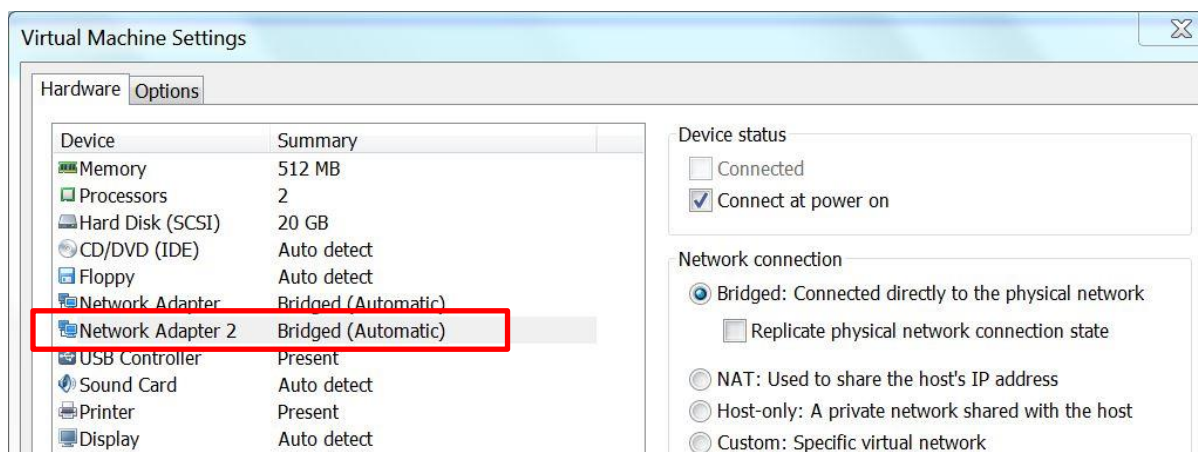 Virtual Machine Settings
Hardware Options
Device Summary
Memory 512 MB
Processors 2
Hard Disk (SCSI) 20 GB
CD/DVD (IDE) Auto detect
Floppy Auto detect
Network Adapter Bridged (Automatic)
Network Adapter 2 Bridged (Automatic)
USB Controller Present
Sound Card Auto detect
Printer Present
Display Auto detect
Device status
Connected
Connect at power on
Network connection
Bridged: Connected directly to the physical network
Replicate physical network connection state
NAT: Used to share the host's IP address
Host-only: A private network shared with the host
Custom: Specific virtual network